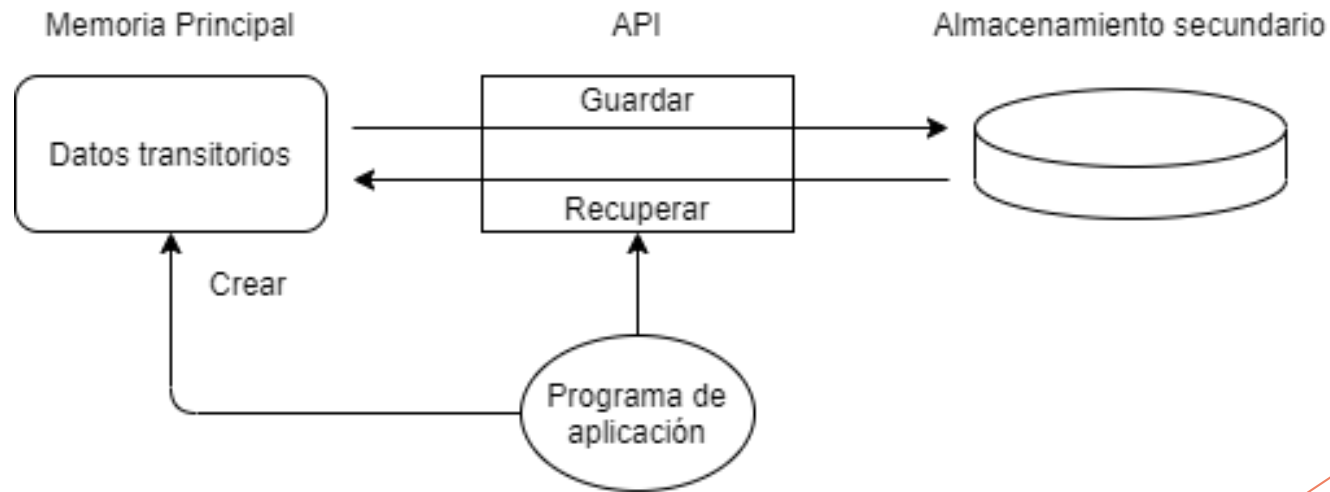 Memoria Principal
API
Almacenamiento secundario
Guardar
Datos transitorios
Recuperar
Crear
Programa de
aplicación